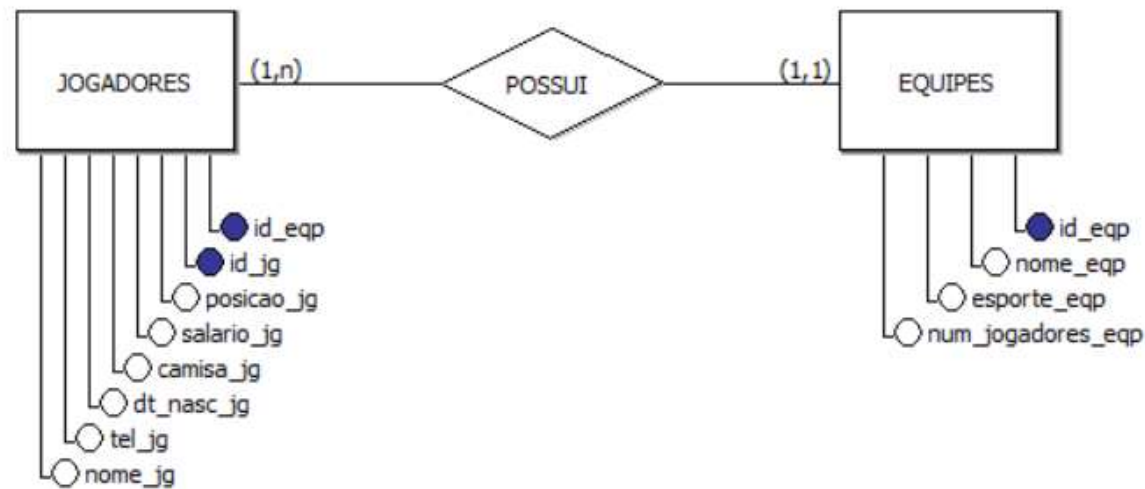 JOGADORES
(1,n)
POSSUI
(1,1)
EQUIPES
id_eqp
id_jg
posicao_jg
salario_jg
camisa_jg
dt_nasc_jg
tel_jg
nome_jg
id_eqp
nome_eqp
esporte_eqp
num_jogadores_eqp